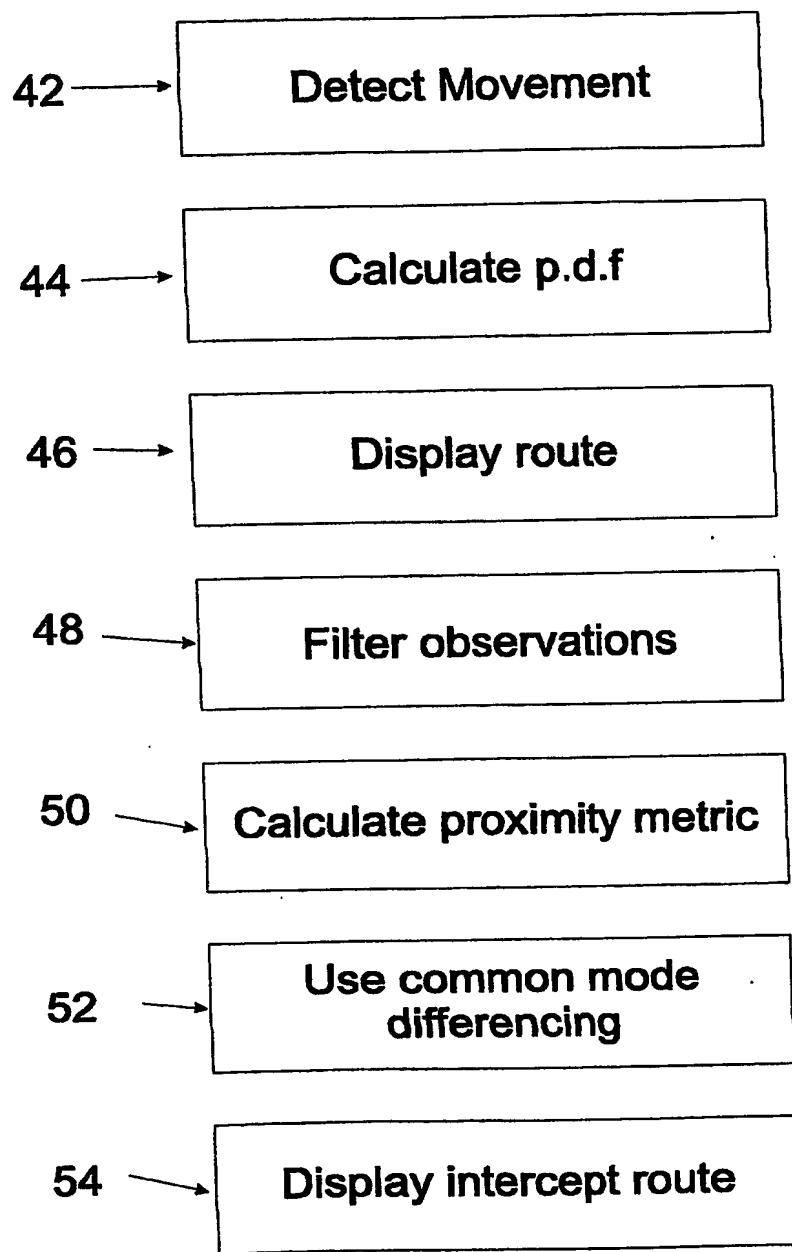 42 Detect Movement
44 Calculate p.d.f
46 Display route
48 Filter observations
50 Calculate proximity metric
52 Use common mode
differencing
54 Display intercept route